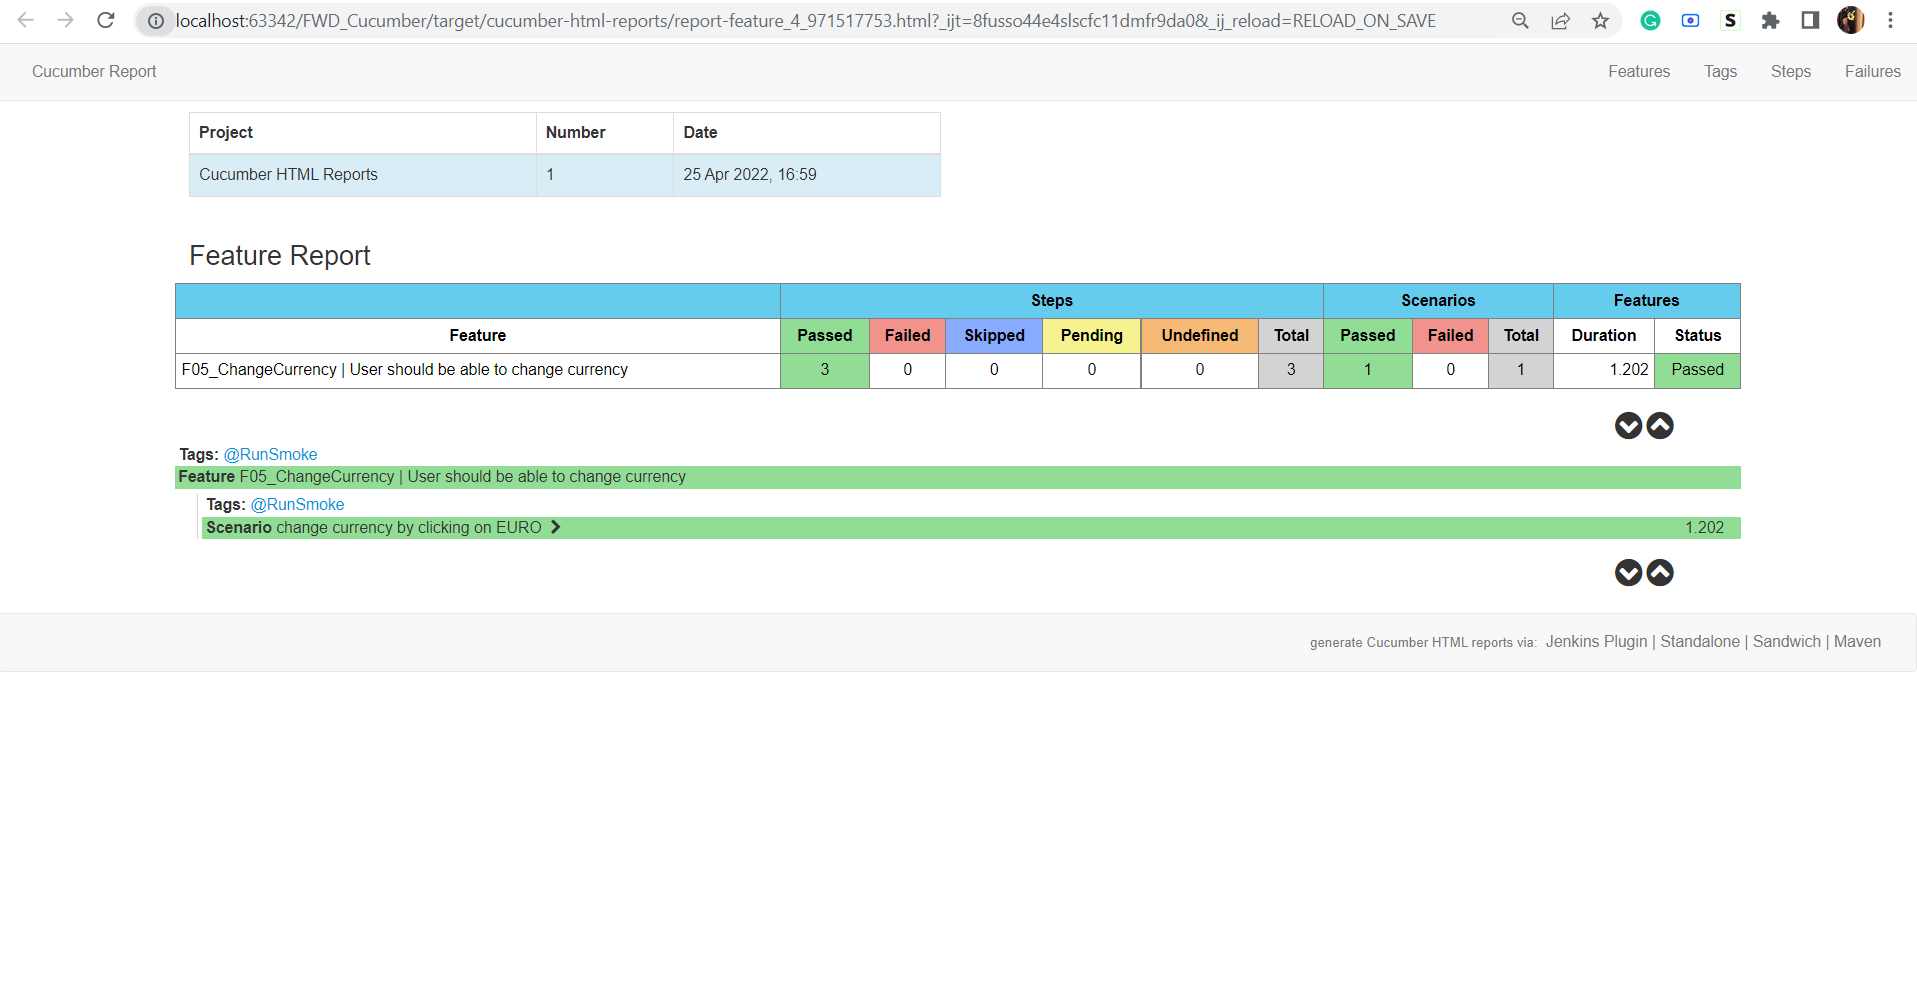 localhost:63342/FWD_Cucumber/target/cucumber-html-reports/report-feature_4_971517753.html?_ijt=8fusso44e4slscfc11dmfr9da0&_ij_reload=RELOAD_ON_SAVE
S
Cucumber Report Features Tags Steps Failures
Project Number Date
Cucumber HTML Reports 1 25 Apr 2022, 16:59
Feature Report
Steps Scenarios Features
Feature Passed Failed Skipped Pending Undefined Total Passed Failed Total Duration Status
F05_ChangeCurrency | User should be able to change currency 3 0 0 0 0 3 1 0 1 1.202 Passed
Tags: @RunSmoke
Feature F05_ChangeCurrency | User should be able to change currency
Tags: @RunSmoke
Scenario change currency by clicking on EURO 1.202
generate Cucumber HTML reports via: Jenkins Plugin | Standalone | Sandwich | Maven